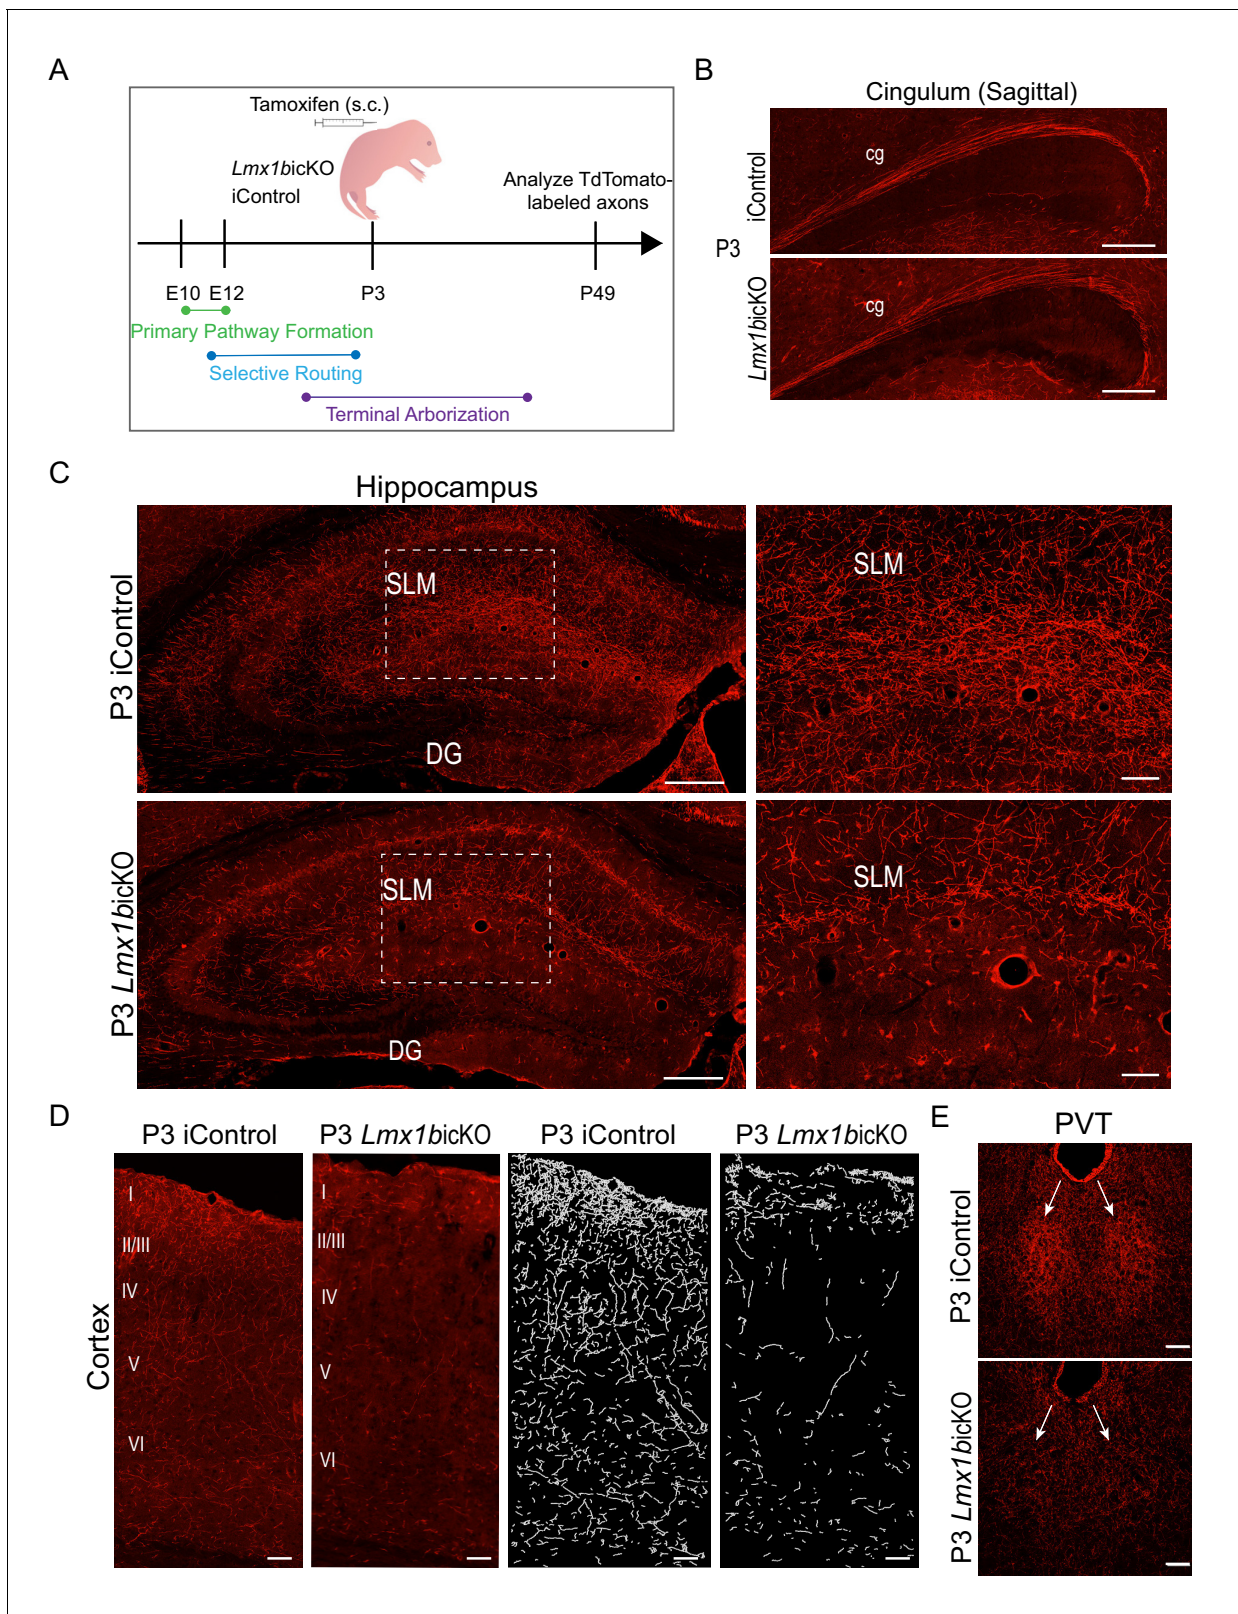 A
Tamoxifen (s.c.)
Lmx1bicKO
iControl
Analyze TdTomato-
labeled axons
E10 E12 P3 P49
Primary Pathway Formation
Selective Routing
Terminal Arborization
B
Cingulum (Sagittal)
P3
iControl
cg
Lmx1bicKO
cg
C
Hippocampus
P3 iControl
SLM
DG
SLM
P3 Lmx1bicKO
SLM
DG
SLM
D
P3 iControl P3 Lmx1bicKO P3 iControl P3 Lmx1bicKO
Cortex
I
II/III
IV
V
VI
I
II/III
IV
V
VI
E
PVT
P3 iControl
P3 Lmx1bicKO